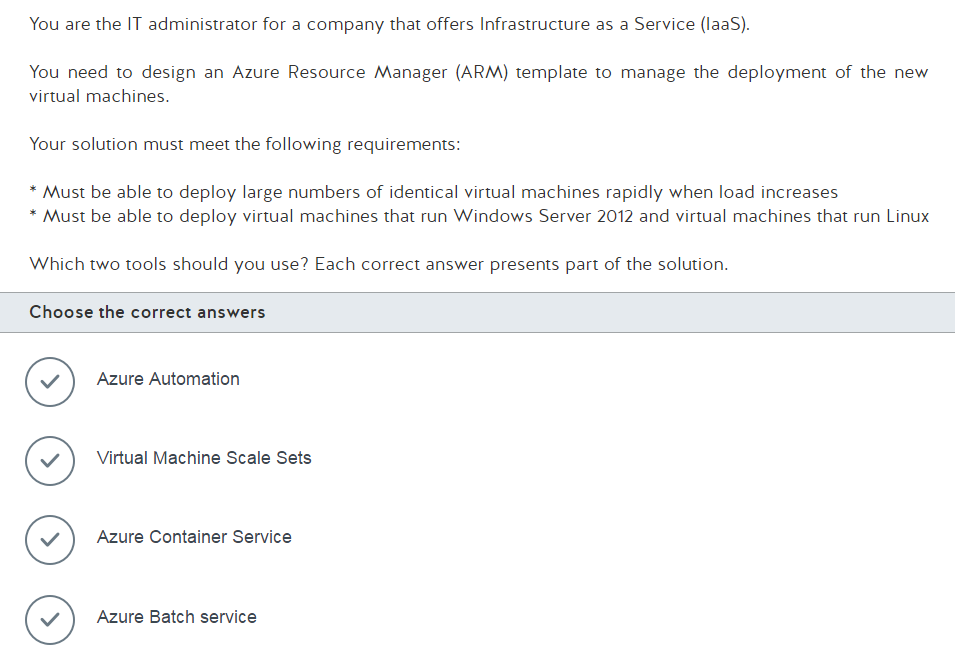 You are the IT administrator for a company that offers Infrastructure as a Service (IaaS).
You need to design an Azure Resource Manager (ARM) template to manage the deployment of the new
virtual machines.
Your solution must meet the following requirements:
* Must be able to deploy large numbers of identical virtual machines rapidly when load increases
* Must be able to deploy virtual machines that run Windows Server 2012 and virtual machines that run Linux
Which two tools should you use? Each correct answer presents part of the solution.
Choose the correct answers
Azure Automation
Virtual Machine Scale Sets
Azure Container Service
Azure Batch service